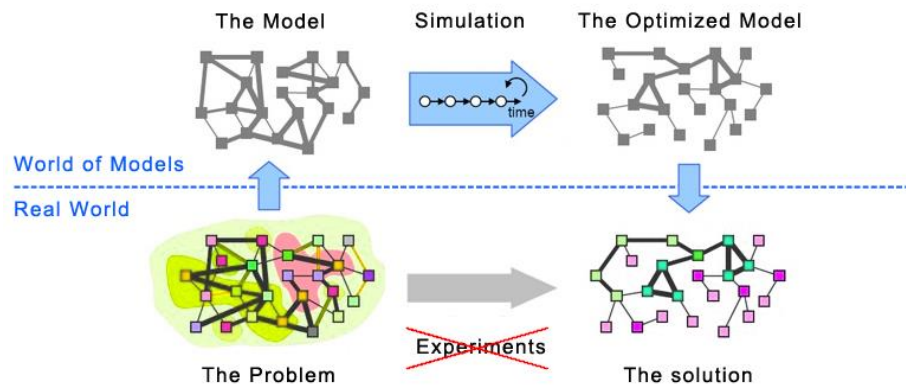 The Model
Simulation
The Optimized Model
time
World of Models
Real World
Experiments
The Problem
The solution